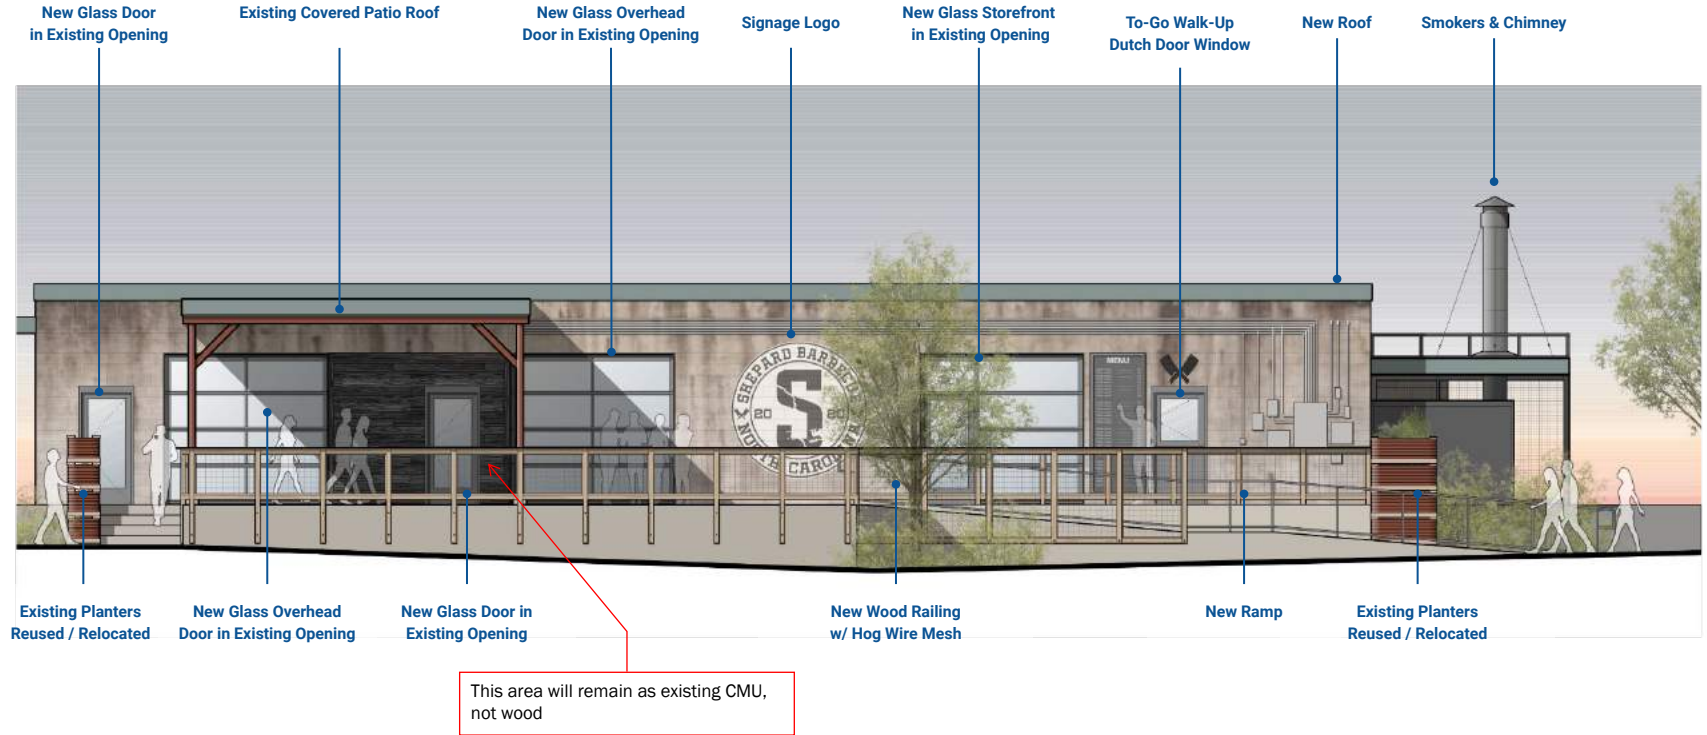 New Glass Door
in Existing Opening
Existing Covered Patio Roof
New Glass Overhead
Door in Existing Opening
Signage Logo
New Glass Storefront
in Existing Opening
To-Go Walk-Up
Dutch Door Window
New Roof
Smokers & Chimney
SHEPARD BARBECUE
S
20 20
NORTH CAROLINA
MENU
Existing Planters
Reused / Relocated
New Glass Overhead
Door in Existing Opening
New Glass Door in
Existing Opening
New Wood Railing
w/ Hog Wire Mesh
New Ramp
Existing Planters
Reused / Relocated
This area will remain as existing CMU,
not wood